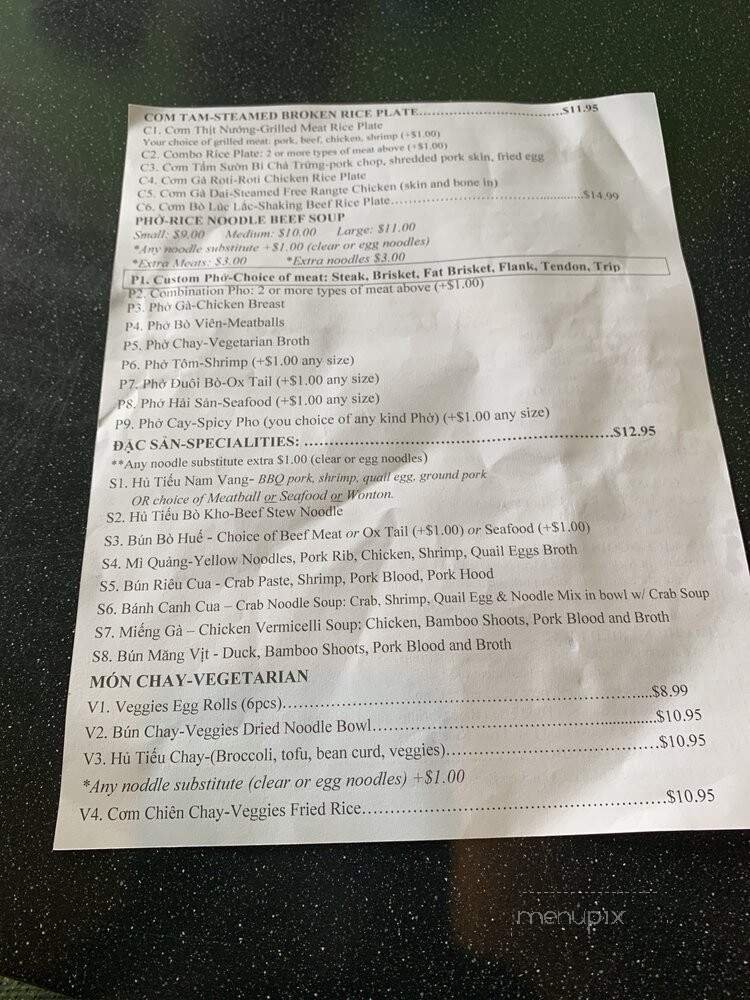 COM TAM-STEAMED BROKEN RICE PLATE.................................$11.95
C1. Cơm Thịt Nướng-Grilled Meat Rice Plate
Your choice of grilled meat: pork, beef, chicken, shrimp (+$1.00)
C2. Combo Rice Plate: 2 or more types of meat above (+$1.00)
C3. Cơm Tấm Sườn Bì Chả Trứng-pork chop, shredded pork skin, fried egg
C4. Cơm Gà Roti-Roti Chicken Rice Plate
C5. Cơm Gà Dai-Steamed Free Rangte Chicken (skin and bone in)
C6. Cơm Bò Lúc Lắc-Shaking Beef Rice Plate.......................................$14.99
PHỞ-RICE NOODLE BEEF SOUP
Small: $9.00 Medium: $10.00 Large: $11.00
*Any noodle substitute +$1.00 (clear or egg noodles)
*Extra Meats: $3.00 *Extra noodles $3.00
P1. Custom Phở-Choice of meat: Steak, Brisket, Fat Brisket, Flank, Tendon, Trip
P2. Combination Pho: 2 or more types of meat above (+$1.00)
P3. Phở Gà-Chicken Breast
P4. Phở Bò Viên-Meatballs
P5. Phở Chay-Vegetarian Broth
P6. Phở Tôm-Shrimp (+$1.00 any size)
P7. Phở Đuôi Bò-Ox Tail (+$1.00 any size)
P8. Phở Hải Sản-Seafood (+$1.00 any size)
P9. Phở Cay-Spicy Pho (you choice of any kind Phở) (+$1.00 any size)
ĐẶC SẢN-SPECIALITIES: ........................................................$12.95
**Any noodle substitute extra $1.00 (clear or egg noodles)
S1. Hủ Tiếu Nam Vang- BBQ pork, shrimp, quail egg, ground pork
OR choice of Meatball or Seafood or Wonton.
S2. Hủ Tiếu Bò Kho-Beef Stew Noodle
S3. Bún Bò Huế - Choice of Beef Meat or Ox Tail (+$1.00) or Seafood (+$1.00)
S4. Mì Quảng-Yellow Noodles, Pork Rib, Chicken, Shrimp, Quail Eggs Broth
S5. Bún Riêu Cua - Crab Paste, Shrimp, Pork Blood, Pork Hood
S6. Bánh Canh Cua – Crab Noodle Soup: Crab, Shrimp, Quail Egg & Noodle Mix in bowl w/ Crab Soup
S7. Miếng Gà – Chicken Vermicelli Soup: Chicken, Bamboo Shoots, Pork Blood and Broth
S8. Bún Măng Vịt - Duck, Bamboo Shoots, Pork Blood and Broth
MÓN CHAY-VEGETARIAN
V1. Veggies Egg Rolls (6pcs)................................................................$8.99
V2. Bún Chay-Veggies Dried Noodle Bowl................................................$10.95
V3. Hủ Tiếu Chay-(Broccoli, tofu, bean curd, veggies)....................................$10.95
*Any noddle substitute (clear or egg noodles) +$1.00
V4. Cơm Chiên Chay-Veggies Fried Rice....................................................$10.95
menupix